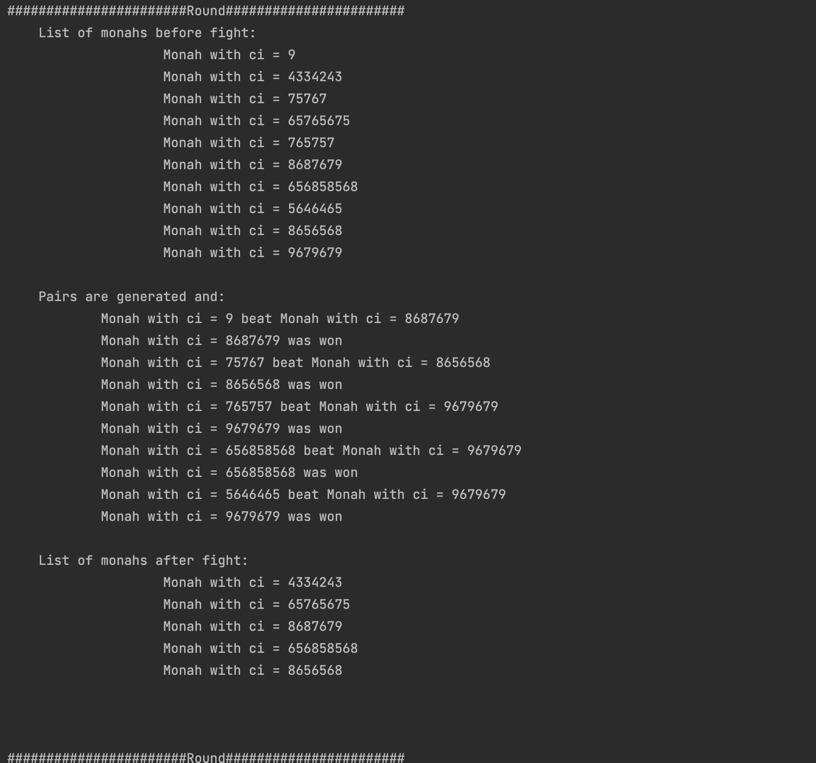 #######################Round#######################
List of monahs before fight:
Monah with ci = 9
Monah with ci = 4334243
Monah with ci = 75767
Monah with ci = 65765675
Monah with ci = 765757
Monah with ci = 8687679
Monah with ci = 656858568
Monah with ci = 5646465
Monah with ci = 8656568
Monah with ci = 9679679
Pairs are generated and:
Monah with ci = 9 beat Monah with ci = 8687679
Monah with ci = 8687679 was won
Monah with ci = 75767 beat Monah with ci = 8656568
Monah with ci = 8656568 was won
Monah with ci = 765757 beat Monah with ci = 9679679
Monah with ci = 9679679 was won
Monah with ci = 656858568 beat Monah with ci = 9679679
Monah with ci = 656858568 was won
Monah with ci = 5646465 beat Monah with ci = 9679679
Monah with ci = 9679679 was won
List of monahs after fight:
Monah with ci = 4334243
Monah with ci = 65765675
Monah with ci = 8687679
Monah with ci = 656858568
Monah with ci = 8656568
#######################Round#######################